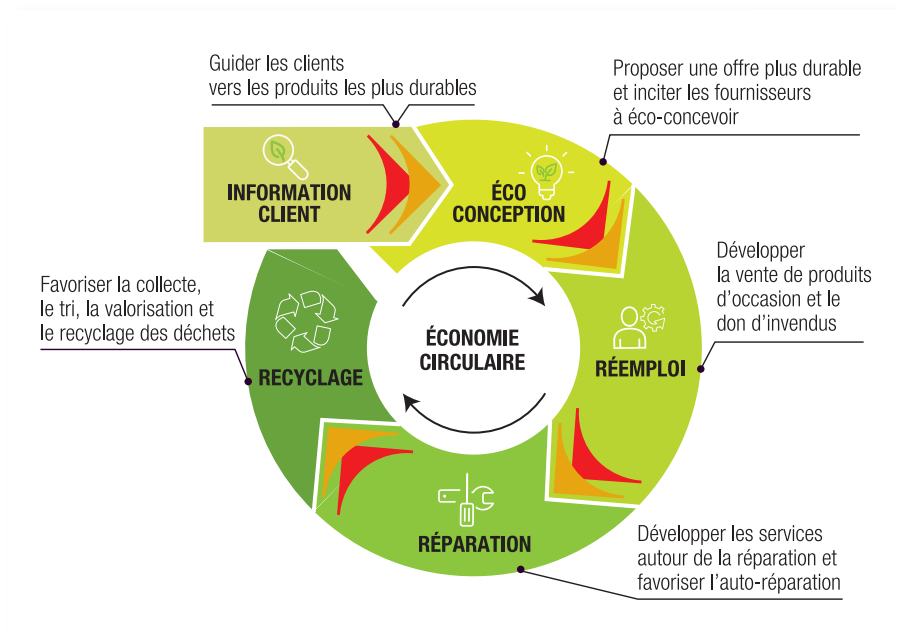 Guider les clients
vers les produits les plus durables
Proposer une offre plus durable
et inciter les fournisseurs
à éco-concevoir
INFORMATION
CLIENT
ÉCO
CONCEPTION
Développer
la vente de produits
d’occasion et le
don d’invendus
Favoriser la collecte,
le tri, la valorisation et
le recyclage des déchets
ÉCONOMIE
CIRCULAIRE
RÉEMPLOI
RECYCLAGE
RÉPARATION
Développer les services
autour de la réparation et
favoriser l’auto-réparation